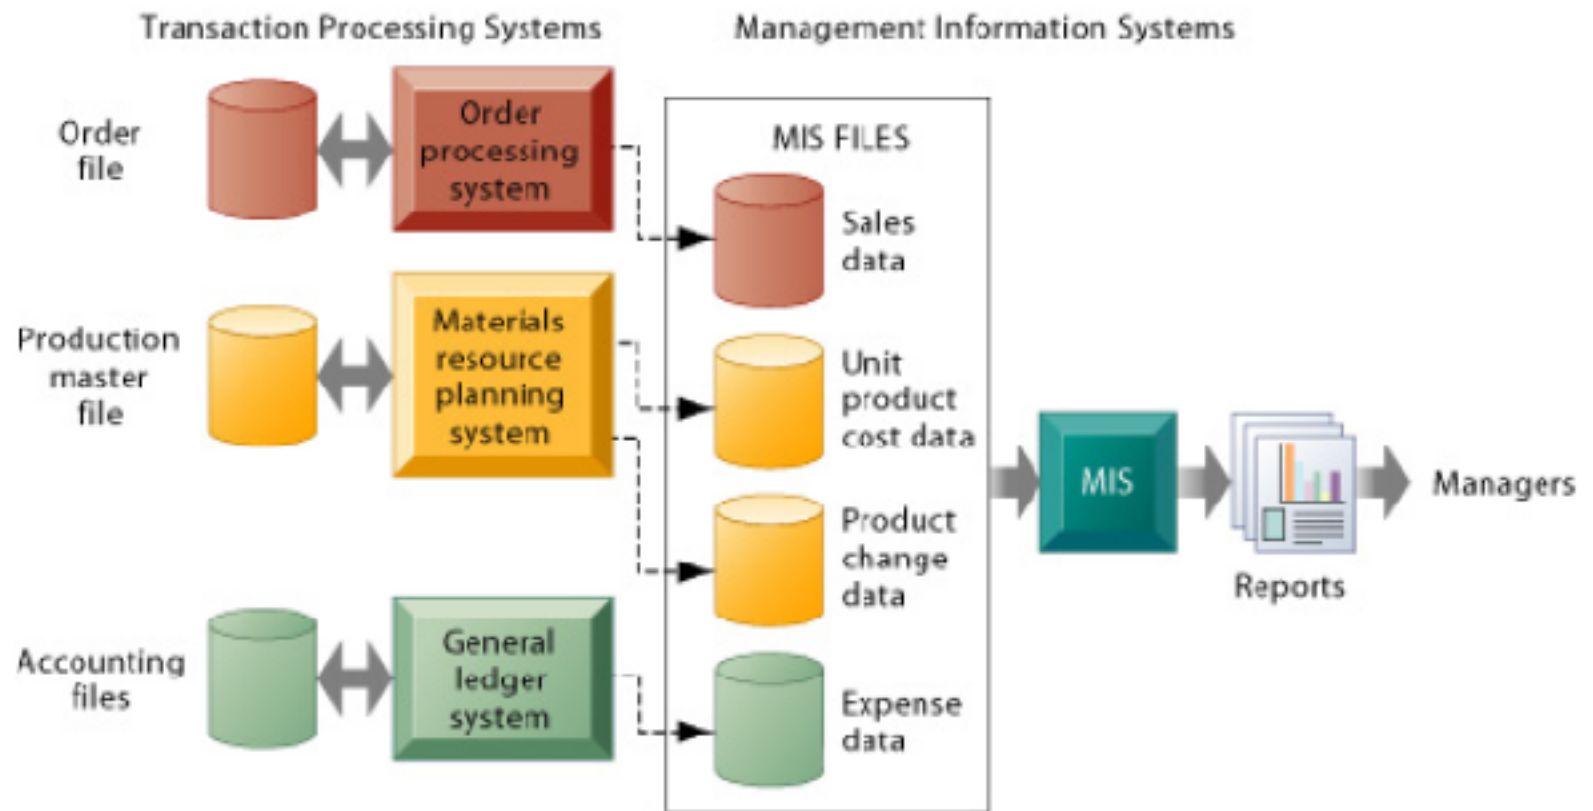 Transaction Processing Systems
Management Information Systems
Order
file
Order
processing
system
MIS FILES
Sales
data
Production
master
file
Materials
resource
planning
system
Unit
product
cost data
Product
change
data
MIS
Reports
Managers
Accounting
files
General
ledger
system
Expense
data